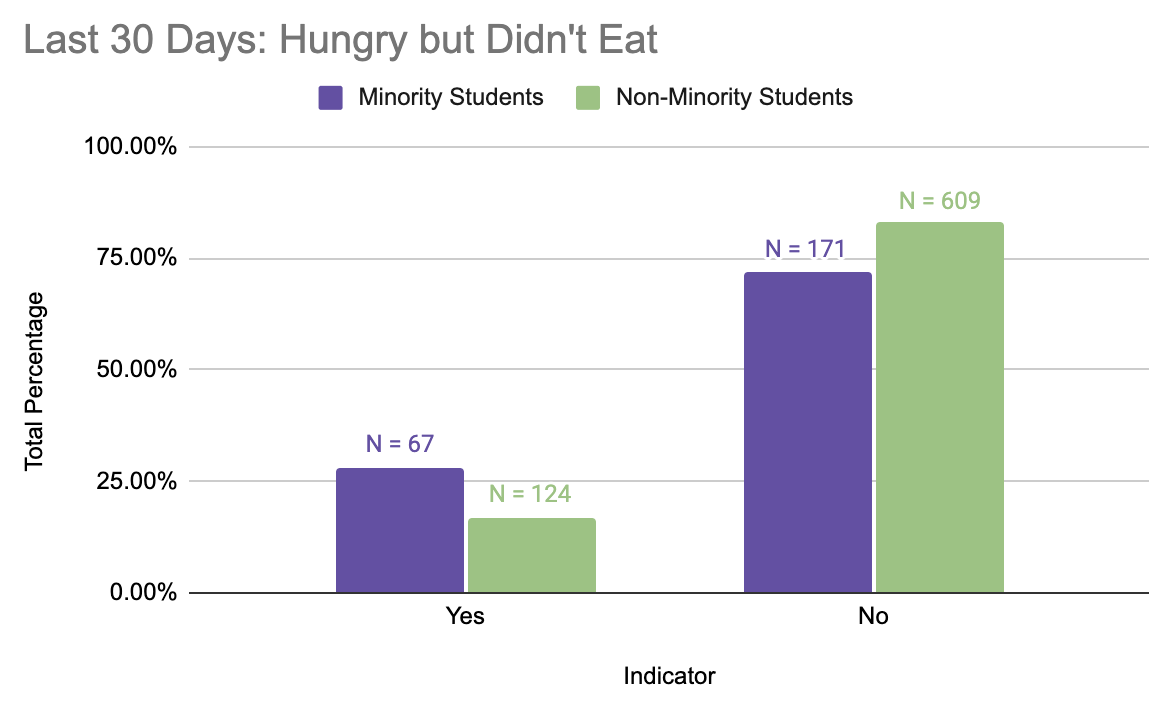 Last 30 Days: Hungry but Didn't Eat
Minority Students
Non-Minority Students
100.00%
75.00%
50.00%
25.00%
0.00%
Total Percentage
N = 67
N = 124
N = 171
N = 609
Yes
No
Indicator